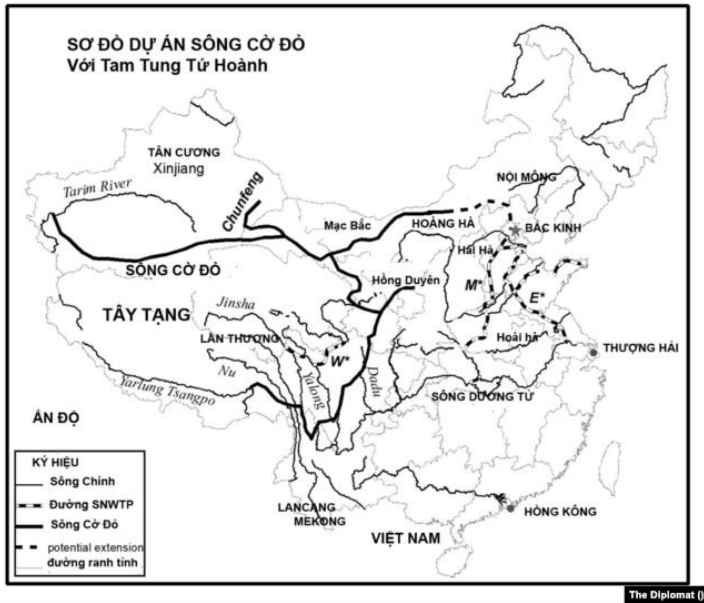 SƠ ĐỒ DỰ ÁN SÔNG CỜ ĐỎ
Với Tam Tung Tứ Hoành
TÂN CƯƠNG
Xinjiang
Tarim River
Chunfeng
NỘI MÔNG
Mạc Bắc
HOÀNG HÀ
BẮC KINH
Hải Hà
SÔNG CỜ ĐỎ
Hồng Duyên
M*
E*
TÂY TẠNG
Jinsha
LAN THƯƠNG
W*
Hoài hà
THƯỢNG HẢI
Nu
Yalong
Dadu
Yarlung Tsangpo
SÔNG DƯƠNG TỬ
ẤN ĐỘ
KÝ HIỆU
Sông Chính
Đường SNWTP
Sông Cờ Đỏ
potential extension
đường ranh tỉnh
LANCANG
MEKONG
HỒNG KÔNG
VIỆT NAM
The Diplomat ()